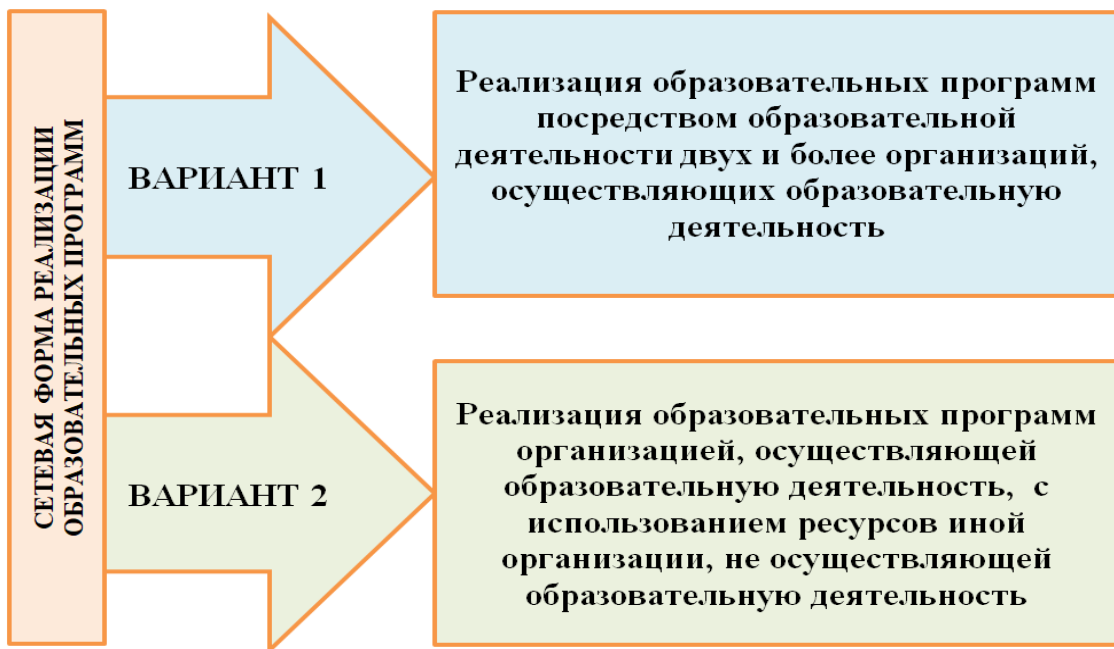 СЕТЕВАЯ ФОРМА РЕАЛИЗАЦИИ
ОБРАЗОВАТЕЛЬНЫХ ПРОГРАММ
ВАРИАНТ 1
Реализация образовательных программ
посредством образовательной
деятельности двух и более организаций,
осуществляющих образовательную
деятельность
ВАРИАНТ 2
Реализация образовательных программ
организацией, осуществляющей
образовательную деятельность, с
использованием ресурсов иной
организации, не осуществляющей
образовательную деятельность